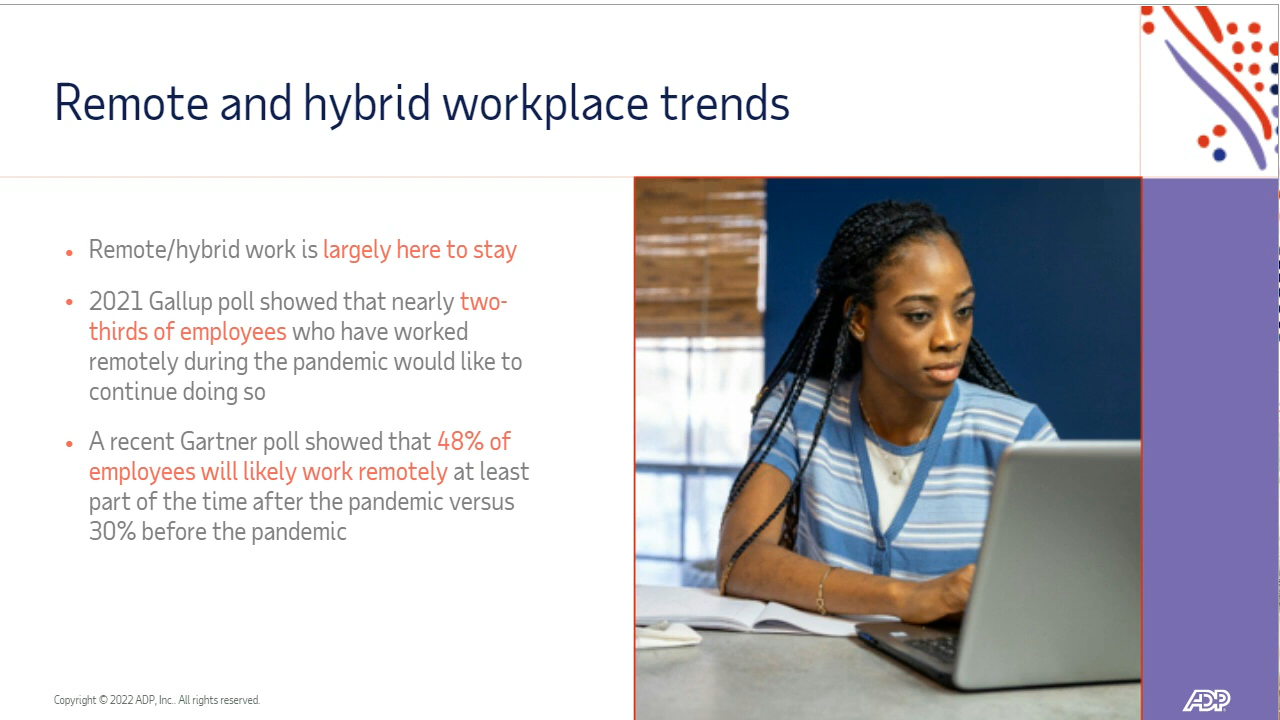 Remote and hybrid workplace trends
• Remote/hybrid work is largely here to stay
• 2021 Gallup poll showed that nearly two-
thirds of employees who have worked
remotely during the pandemic would like to
continue doing so
• A recent Gartner poll showed that 48% of
employees will likely work remotely at least
part of the time after the pandemic versus
30% before the pandemic
Copyright © 2022 ADP, Inc.. All rights reserved.
ADP